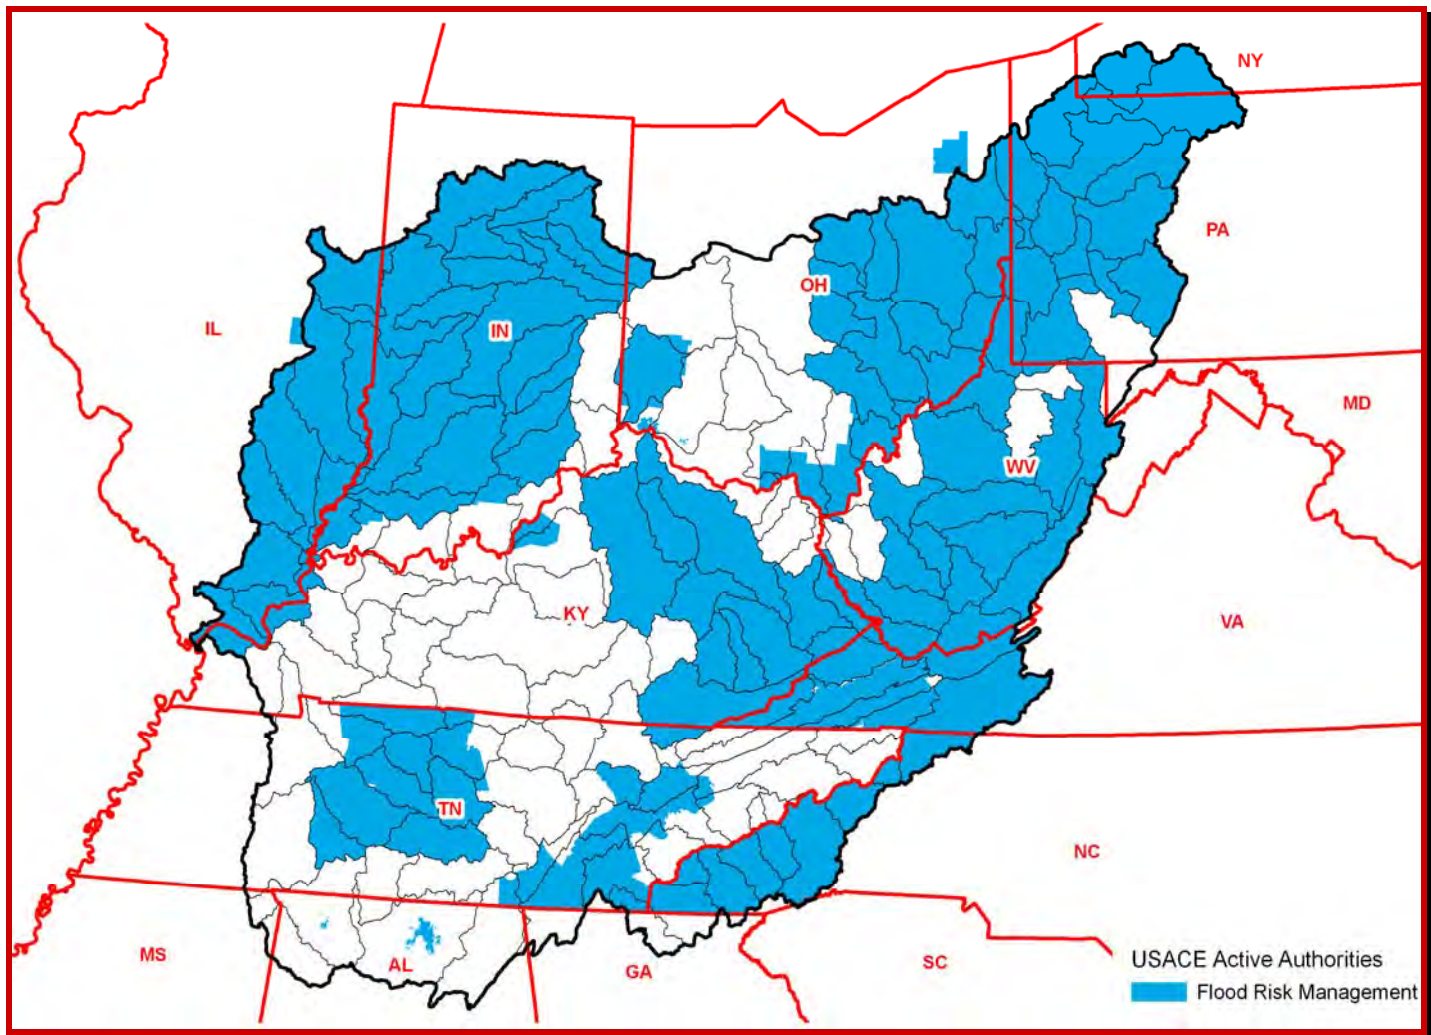 NY
PA
OH
IL
IN
MD
WV
KY
VA
TN
NC
MS
AL
GA
SC
USACE Active Authorities
Flood Risk Management